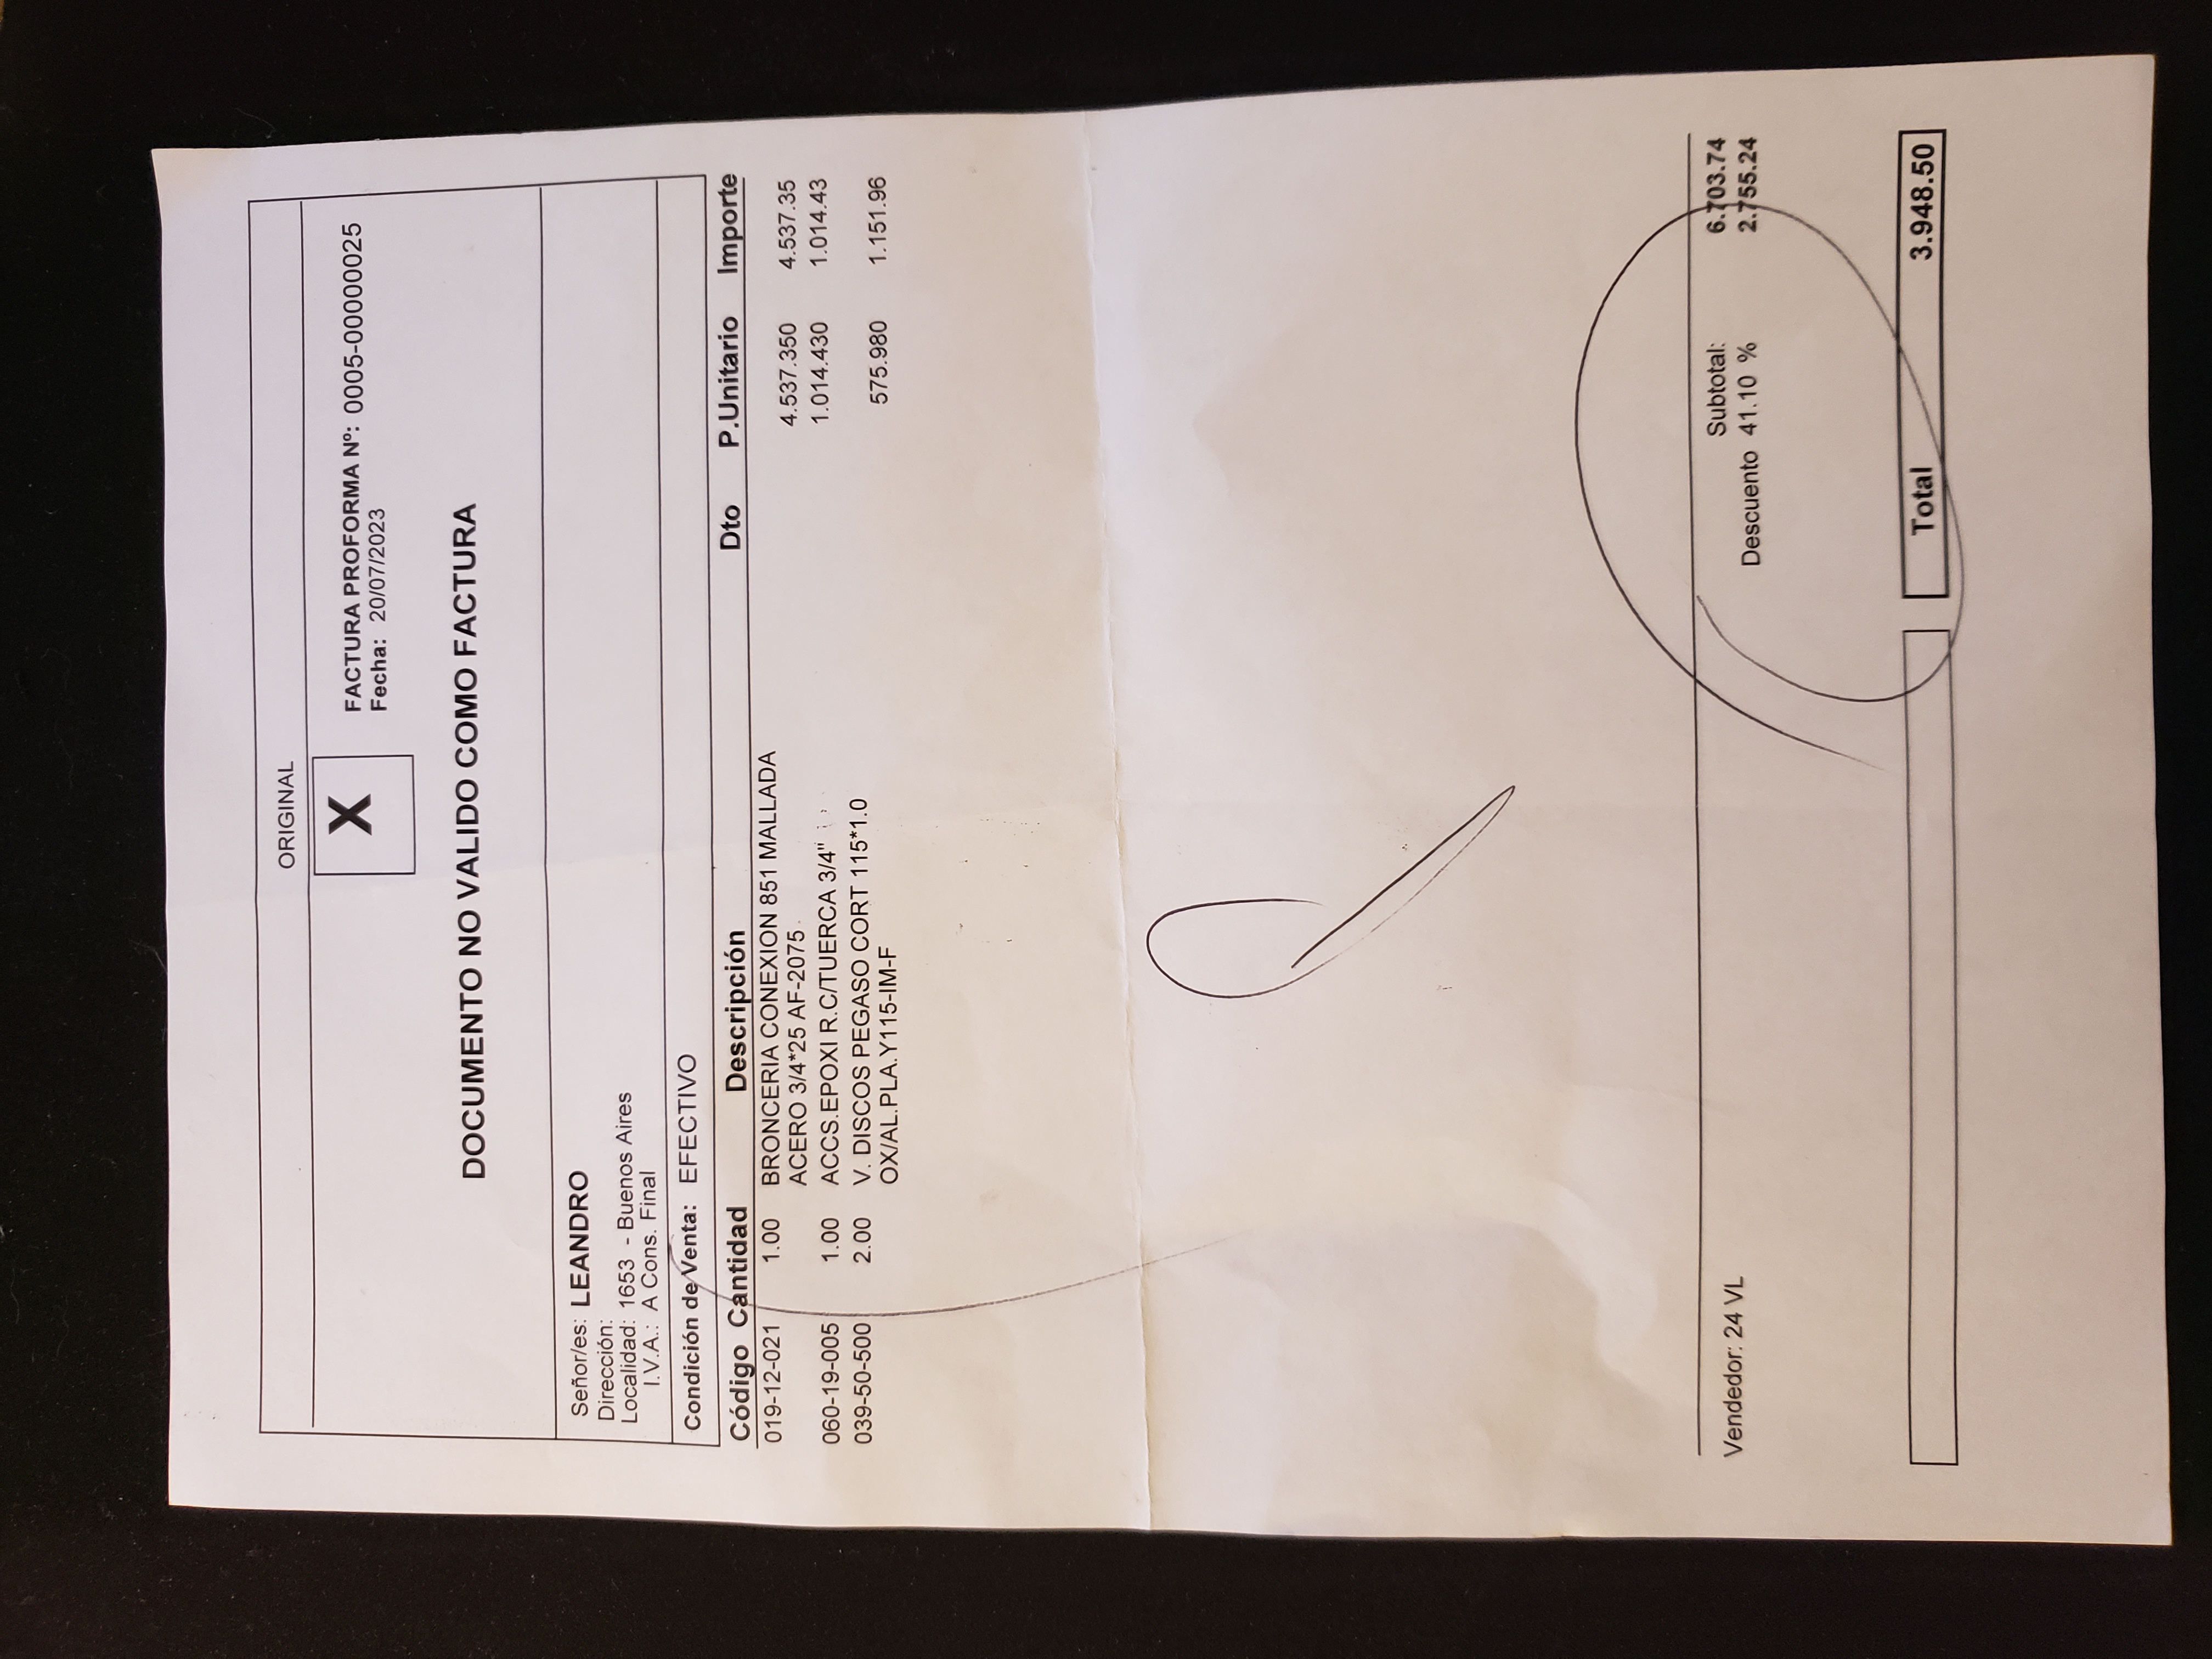 ORIGINAL
X
FACTURA PROFORMA Nº: 0005-00000025
Fecha: 20/07/2023
DOCUMENTO NO VALIDO COMO FACTURA
Señor/es: LEANDRO
Dirección:
Localidad: 1653 - Buenos Aires
I.V.A.: A Cons. Final
Condición de Venta: EFECTIVO
Código Cantidad Descripción Dto P.Unitario Importe
019-12-021 1.00 BRONCERIA CONEXION 851 MALLADA
ACERO 3/4*25 AF-2075 4.537.350 4.537.35
060-19-005 1.00 ACCS.EPOXI R.C/TUERCA 3/4" 1.014.430 1.014.43
039-50-500 2.00 V. DISCOS PEGASO CORT 115*1.0
OX/AL.PLA.Y115-IM-F 575.980 1.151.96
Vendedor: 24 VL
Subtotal: 6.703.74
Descuento 41.10 % 2.755.24
Total 3.948.50